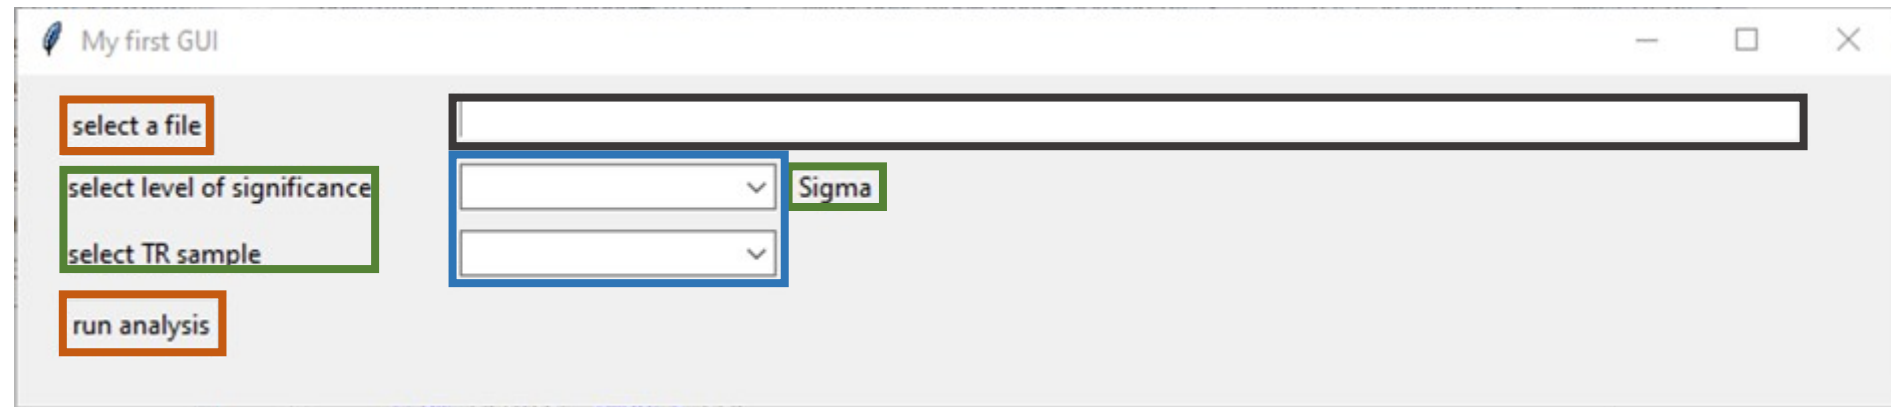 My first GUI
select a file
select level of significance
Sigma
select TR sample
run analysis